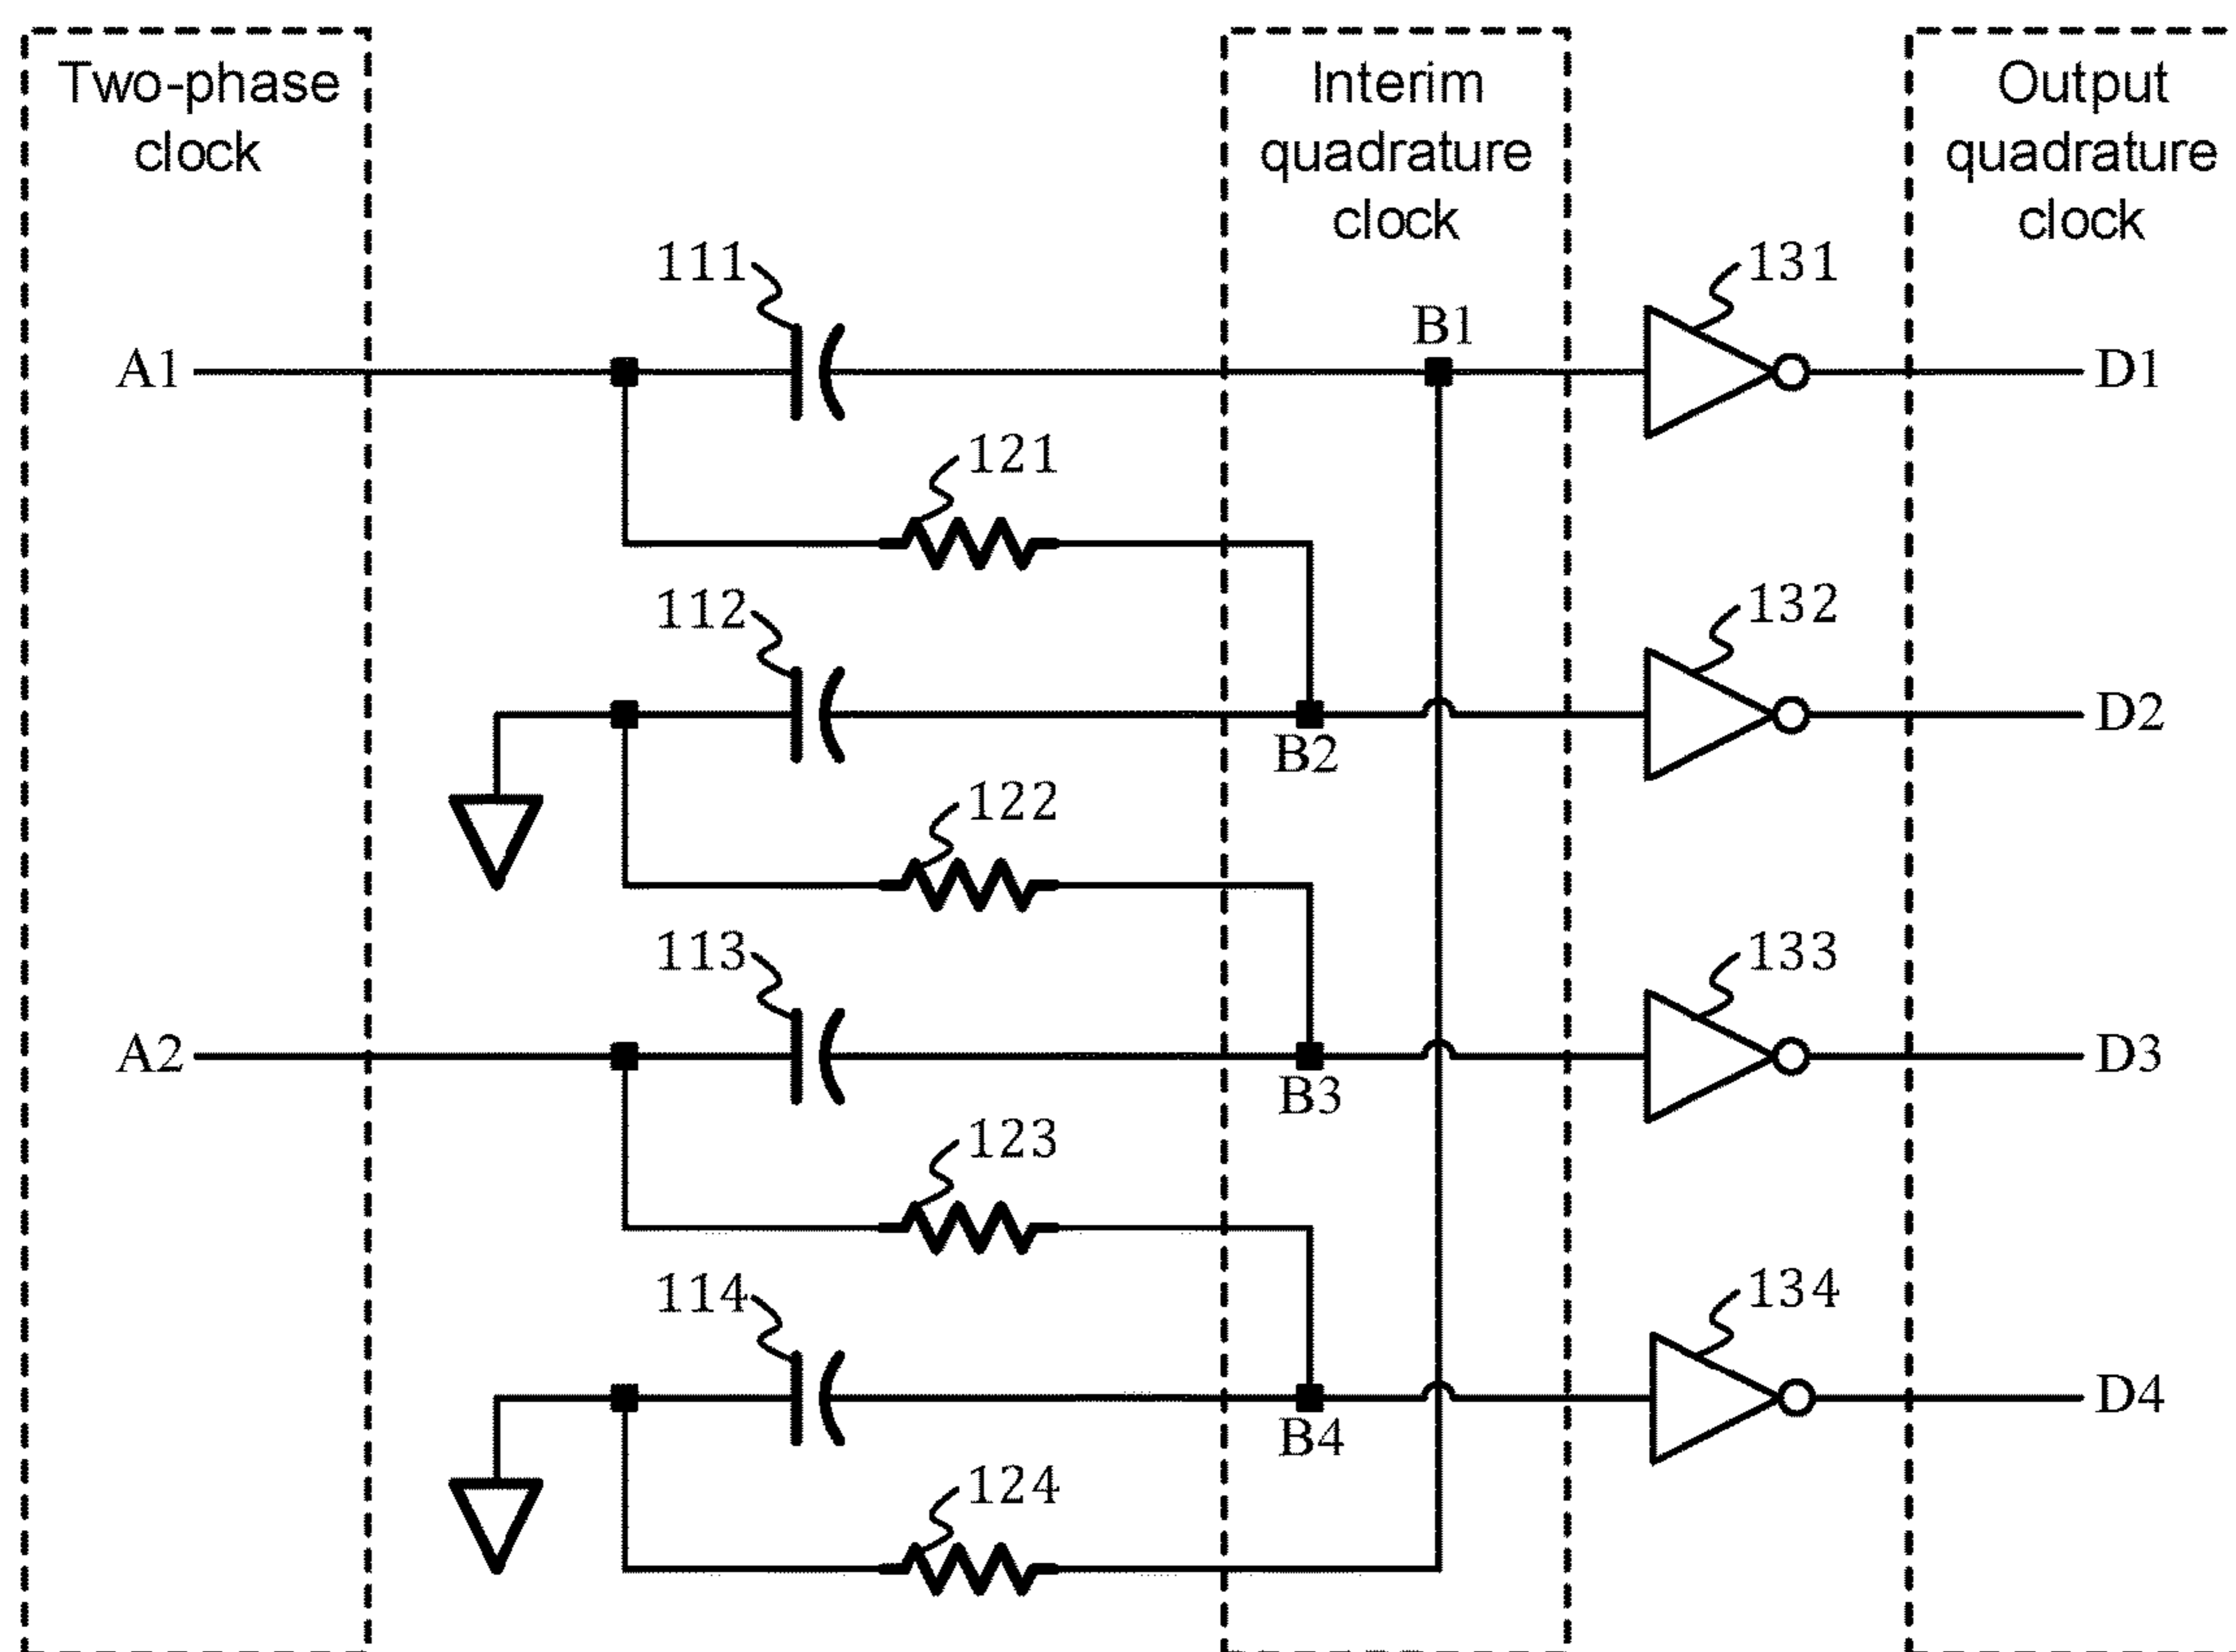 Two-phase
clock
Interim
quadrature
clock
Output
quadrature
clock
111
131
B1
A1
D1
121
112
132
D2
B2
122
113
133
A2
D3
B3
123
114
134
D4
B4
124